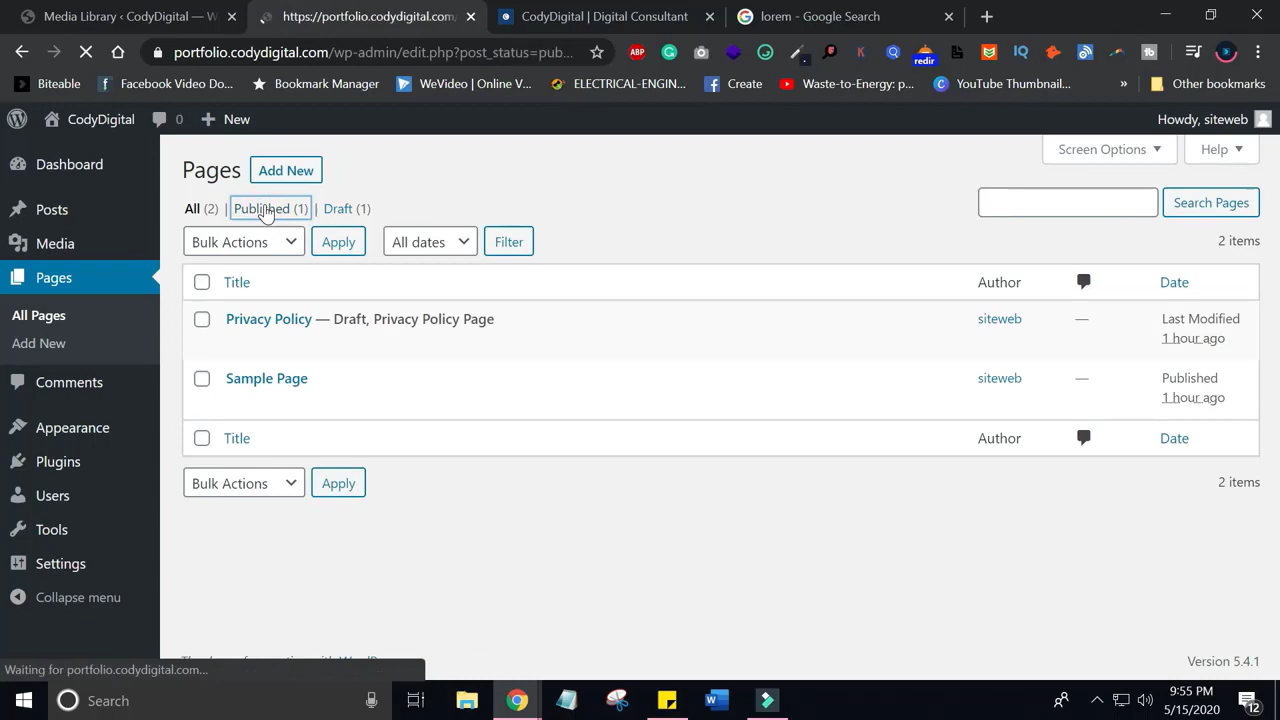 Media Library ‹ CodyDigital — W
https://portfolio.codydigital.com
CodyDigital | Digital Consultant
lorem - Google Search
portfolio.codydigital.com/wp-admin/edit.php?post_status=pub...
ABP
redir
Biteable
Facebook Video Do...
Bookmark Manager
WeVideo | Online V...
ELECTRICAL-ENGIN...
Create
Waste-to-Energy: p...
YouTube Thumbnail...
» Other bookmarks
CodyDigital
0
New
Howdy, siteweb
Dashboard
Posts
Media
Pages
All Pages
Add New
Comments
Appearance
Plugins
Users
Tools
Settings
Collapse menu
Pages Add New
Screen Options
Help
All (2) | Published (1) | Draft (1)
Search Pages
Bulk Actions Apply All dates Filter
2 items
Title Author Date
Privacy Policy — Draft, Privacy Policy Page siteweb — Last Modified
1 hour ago
Sample Page siteweb — Published
1 hour ago
Title Author Date
Bulk Actions Apply
2 items
Version 5.4.1
Waiting for portfolio.codydigital.com...
Search
9:55 PM
5/15/2020
12